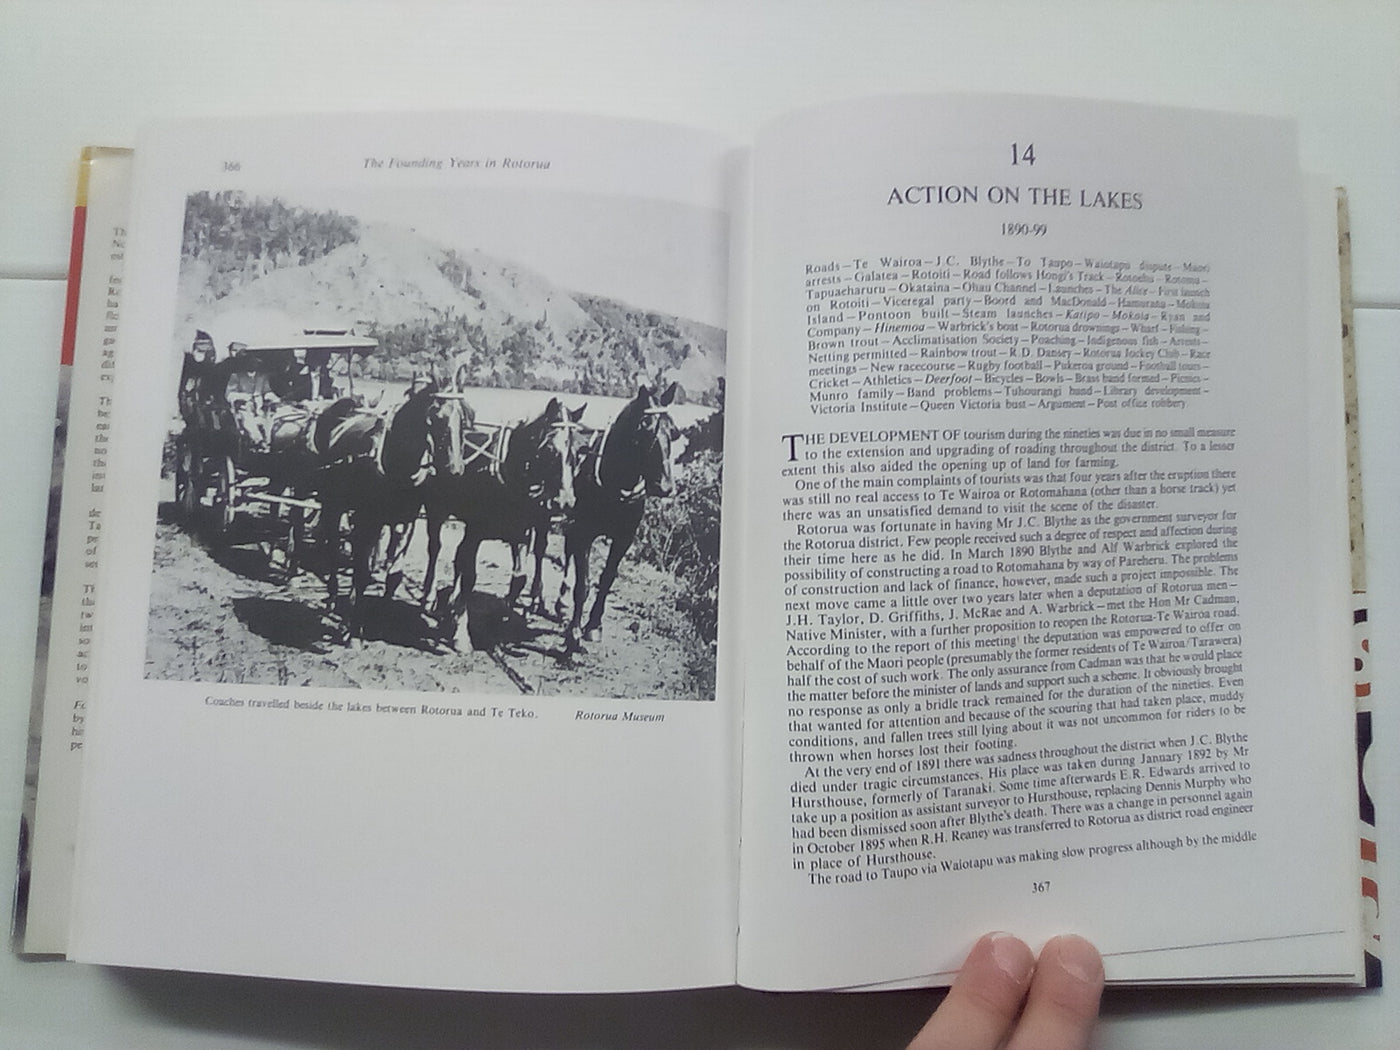 366
The Founding Years in Rotorua
Coaches travelled beside the lakes between Rotorua and Te Teko.
Rotorua Museum
14
ACTION ON THE LAKES
1890-99
Roads—Te Wairoa—J.C. Blythe—To Taupo—Waiotapu dispute—Maori
arrests—Galatea—Rotoiti—Road follows Hongi's Track—Rotoehu—Rotoma—
Tapuaeharuru—Okataina—Ohau Channel—Launches—The Alice—First launch
on Rotoiti—Viceregal party—Boord and MacDonald—Hamurana—Mokoia
Island—Pontoon built—Steam launches—Katipo—Mokoia—Ryan and
Company—Hinemoa—Warbrick's boat—Rotorua drownings—Wharf—Fishing—
Brown trout—Acclimatisation Society—Poaching—Indigenous fish—Arrests—
Netting permitted—Rainbow trout—R.D. Dansey—Rotorua Jockey Club—Race
meetings—New racecourse—Rugby football—Pukeroa ground—Football tours—
Cricket—Athletics—Deerfoot—Bicycles—Bowls—Brass band formed—Picnics—
Munro family—Band problems—Tuhourangi band—Library development—
Victoria Institute—Queen Victoria bust—Argument—Post office robbery.
THE DEVELOPMENT OF tourism during the nineties was due in no small measure
to the extension and upgrading of roading throughout the district. To a lesser
extent this also aided the opening up of land for farming.
One of the main complaints of tourists was that four years after the eruption there
was still no real access to Te Wairoa or Rotomahana (other than a horse track) yet
there was an unsatisfied demand to visit the scene of the disaster.
Rotorua was fortunate in having Mr J.C. Blythe as the government surveyor for
the Rotorua district. Few people received such a degree of respect and affection during
their time here as he did. In March 1890 Blythe and Alf Warbrick explored the
possibility of constructing a road to Rotomahana by way of Pareheru. The problems
of construction and lack of finance, however, made such a project impossible. The
next move came a little over two years later when a deputation of Rotorua men—
J.H. Taylor, D. Griffiths, J. McRae and A. Warbrick—met the Hon Mr Cadman,
Native Minister, with a further proposition to reopen the Rotorua-Te Wairoa road.
According to the report of this meeting¹ the deputation was empowered to offer on
behalf of the Maori people (presumably the former residents of Te Wairoa/Tarawera)
half the cost of such work. The only assurance from Cadman was that he would place
the matter before the minister of lands and support such a scheme. It obviously brought
no response as only a bridle track remained for the duration of the nineties. Even
that wanted for attention and because of the scouring that had taken place, muddy
conditions, and fallen trees still lying about it was not uncommon for riders to be
thrown when horses lost their footing.
At the very end of 1891 there was sadness throughout the district when J.C. Blythe
died under tragic circumstances. His place was taken during January 1892 by Mr
Hursthouse, formerly of Taranaki. Some time afterwards E.R. Edwards arrived to
take up a position as assistant surveyor to Hursthouse, replacing Dennis Murphy who
had been dismissed soon after Blythe's death. There was a change in personnel again
in October 1895 when R.H. Reaney was transferred to Rotorua as district road engineer
in place of Hursthouse.
The road to Taupo via Waiotapu was making slow progress although by the middle
367